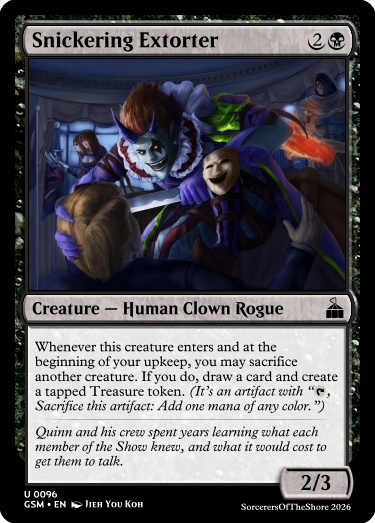 Snickering Extorter 2
Creature — Human Clown Rogue
Whenever this creature enters and at the
beginning of your upkeep, you may sacrifice
another creature. If you do, draw a card and create
a tapped Treasure token. (It's an artifact with “,
Sacrifice this artifact: Add one mana of any color.”)
Quinn and his crew spent years learning what each
member of the Show knew, and what it would cost to
get them to talk.
2/3
U 0096
GSM • EN Jieh You Koh
SorcerersOfTheShore 2026